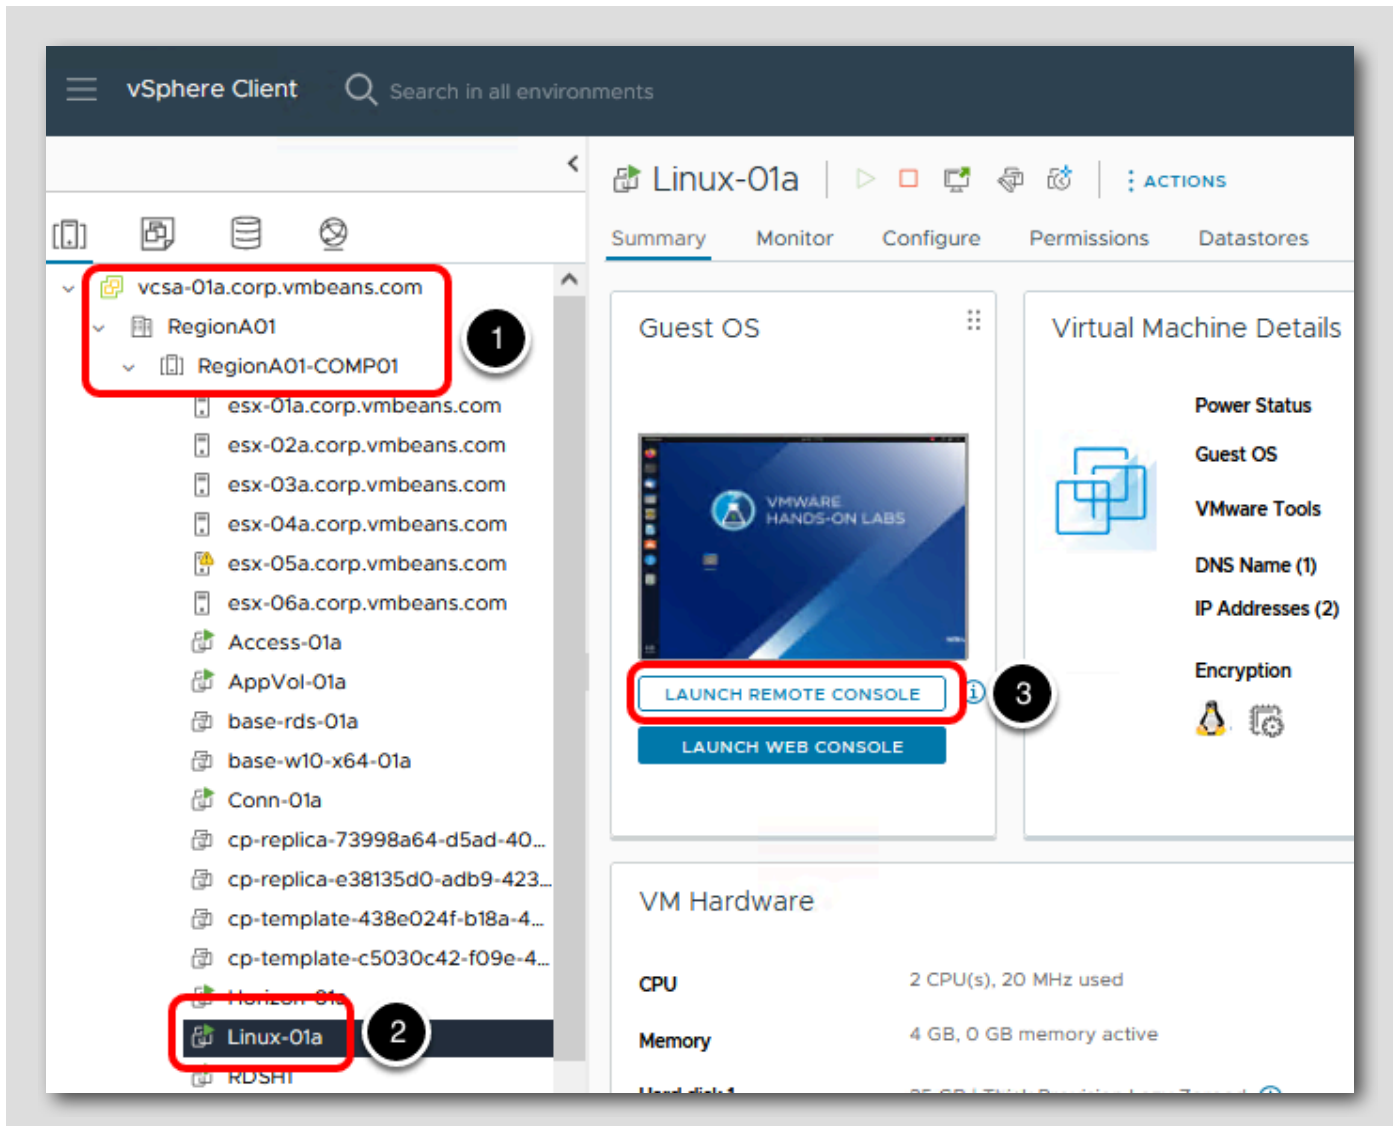 vSphere Client
Search in all environments
vcsa-01a.corp.vmbeans.com
RegionA01
RegionA01-COMP01
1
esx-01a.corp.vmbeans.com
esx-02a.corp.vmbeans.com
esx-03a.corp.vmbeans.com
esx-04a.corp.vmbeans.com
esx-05a.corp.vmbeans.com
esx-06a.corp.vmbeans.com
Access-01a
AppVol-01a
base-rds-01a
base-w10-x64-01a
Conn-01a
cp-replica-73998a64-d5ad-40...
cp-replica-e38135d0-adb9-423...
cp-template-438e024f-b18a-4...
cp-template-c5030c42-f09e-4...
Horizon-01a
Linux-01a
2
RDSH1
Linux-01a
ACTIONS
Summary Monitor Configure Permissions Datastores
Guest OS
VMWARE
HANDS-ON LABS
LAUNCH REMOTE CONSOLE
3
LAUNCH WEB CONSOLE
Virtual Machine Details
Power Status
Guest OS
VMware Tools
DNS Name (1)
IP Addresses (2)
Encryption
VM Hardware
CPU 2 CPU(s), 20 MHz used
Memory 4 GB, 0 GB memory active
Hard disk 1